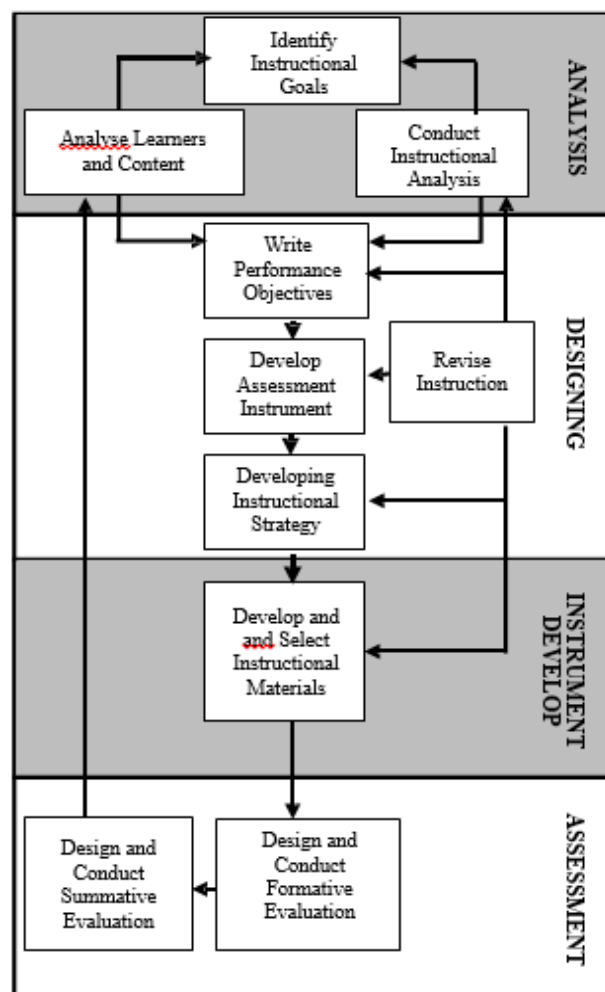 Identify
Instructional
Goals
ANALYSIS
Analyse Learners
and Content
Conduct
Instructional
Analysis
Write
Performance
Objectives
DESIGNING
Develop
Assessment
Instrument
Revise
Instruction
Developing
Instructional
Strategy
INSTRUMENT
DEVELOP
Develop and
and Select
Instructional
Materials
ASSESSMENT
Design and
Conduct
Summative
Evaluation
Design and
Conduct
Formative
Evaluation